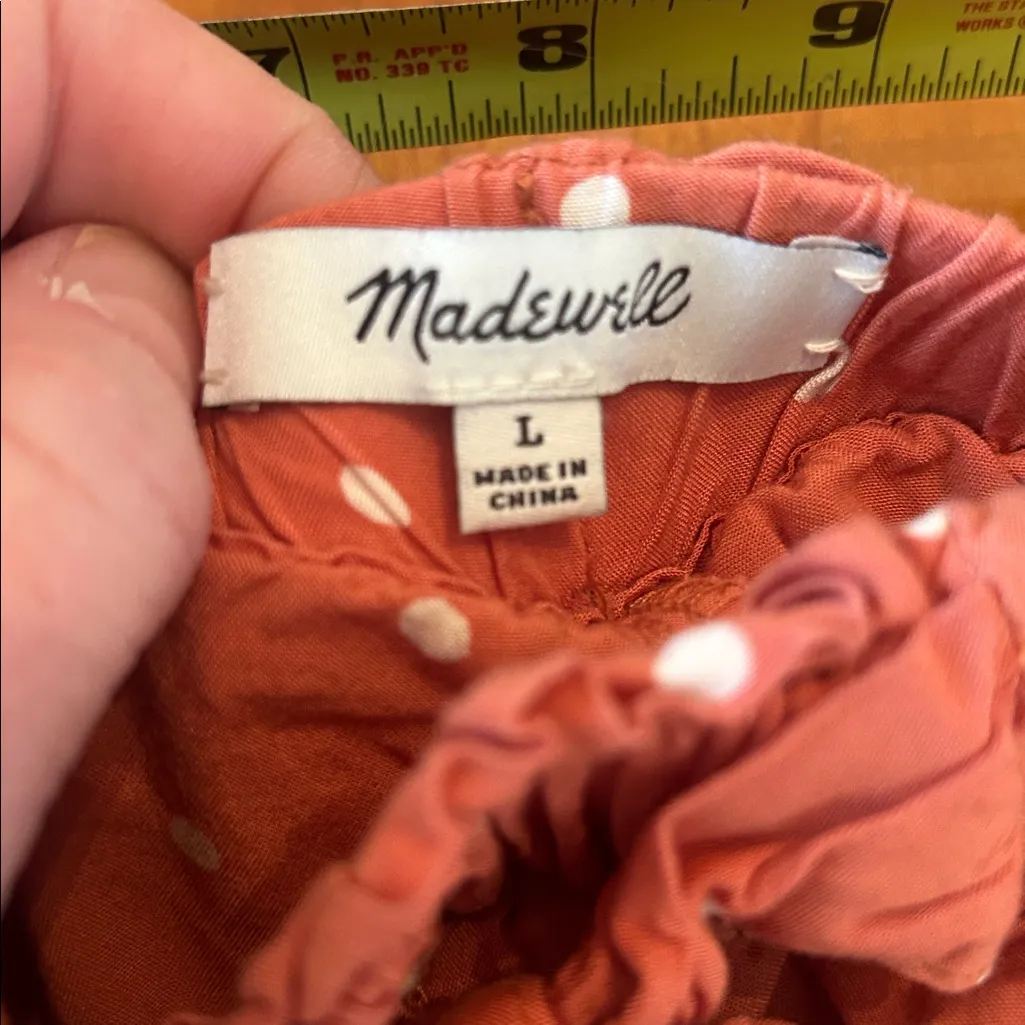 7 P.A. APP'D 8 9
NO. 339 TC
THE STA
WORKS
Madewell
L
MADE IN
CHINA